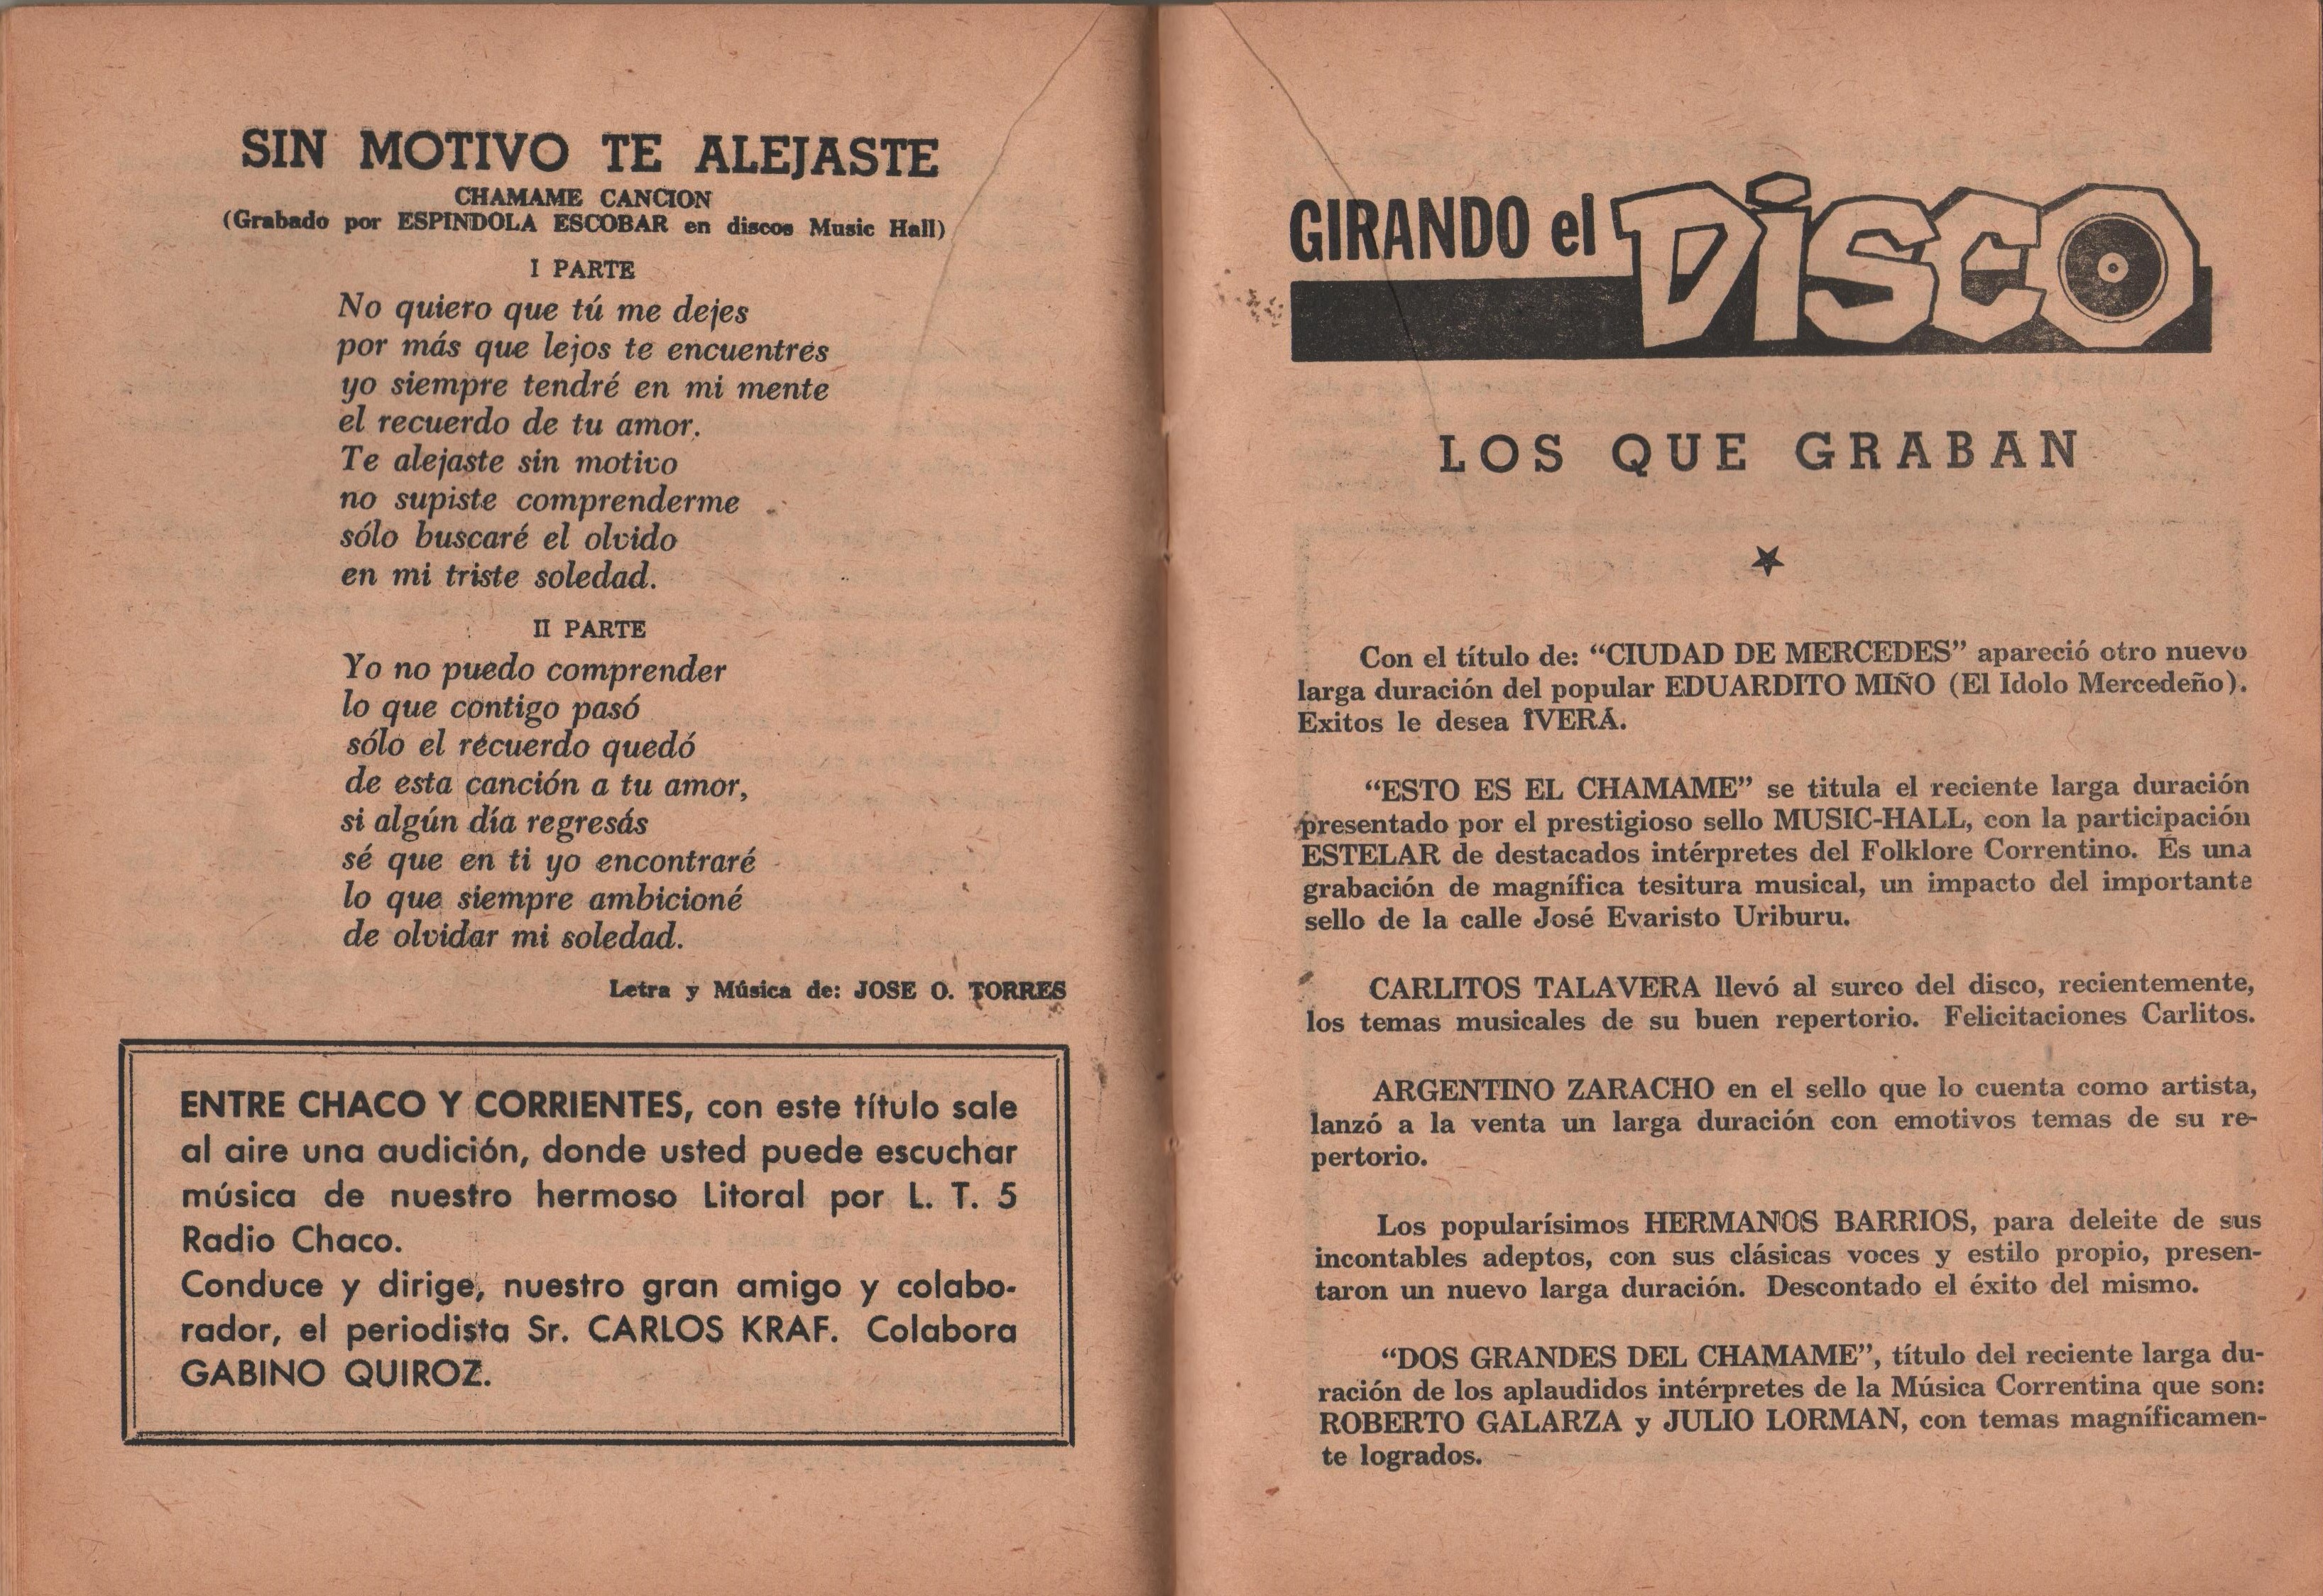 SIN MOTIVO TE ALEJASTE
CHAMAME CANCION
(Grabado por ESPINDOLA ESCOBAR en discos Music Hall)
I PARTE
No quiero que tú me dejes
por más que lejos te encuentres
yo siempre tendré en mi mente
el recuerdo de tu amor.
Te alejaste sin motivo
no supiste comprenderme
sólo buscaré el olvido
en mi triste soledad.
II PARTE
Yo no puedo comprender
lo que contigo pasó
sólo el recuerdo quedó
de esta canción a tu amor,
si algún día regresás
sé que en ti yo encontraré
lo que siempre ambicioné
de olvidar mi soledad.
Letra y Música de: JOSE O. TORRES
ENTRE CHACO Y CORRIENTES, con este título sale
al aire una audición, donde usted puede escuchar
música de nuestro hermoso Litoral por L. T. 5
Radio Chaco.
Conduce y dirige, nuestro gran amigo y colabo-
rador, el periodista Sr. CARLOS KRAF. Colabora
GABINO QUIROZ.
GIRANDO el DiSCO
LOS QUE GRABAN
Con el título de: “CIUDAD DE MERCEDES” apareció otro nuevo
larga duración del popular EDUARDITO MIÑO (El Idolo Mercedeño).
Exitos le desea ÎVERÁ.
“ESTO ES EL CHAMAME” se titula el reciente larga duración
presentado por el prestigioso sello MUSIC-HALL, con la participación
ESTELAR de destacados intérpretes del Folklore Correntino. Es una
grabación de magnífica tesitura musical, un impacto del importante
sello de la calle José Evaristo Uriburu.
CARLITOS TALAVERA llevó al surco del disco, recientemente,
los temas musicales de su buen repertorio. Felicitaciones Carlitos.
ARGENTINO ZARACHO en el sello que lo cuenta como artista,
lanzó a la venta un larga duración con emotivos temas de su re-
pertorio.
Los popularísimos HERMANOS BARRIOS, para deleite de sus
incontables adeptos, con sus clásicas voces y estilo propio, presen-
taron un nuevo larga duración. Descontado el éxito del mismo.
“DOS GRANDES DEL CHAMAME”, título del reciente larga du-
ración de los aplaudidos intérpretes de la Música Correntina que son:
ROBERTO GALARZA y JULIO LORMAN, con temas magníficamen-
te logrados.